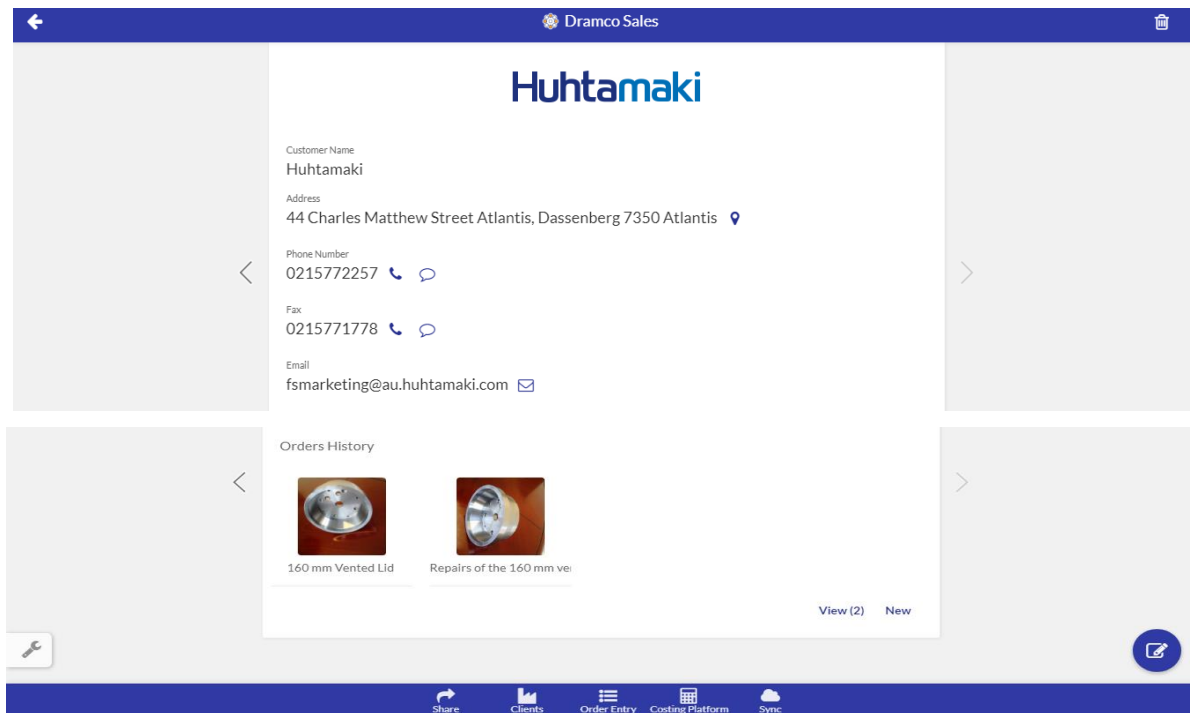 Dramco Sales
Huhtamaki
Customer Name
Huhtamaki
Address
44 Charles Matthew Street Atlantis, Dassenberg 7350 Atlantis
Phone Number
0215772257
Fax
0215771778
Email
fsmarketing@au.huhtamaki.com
Orders History
160 mm Vented Lid
Repairs of the 160 mm ve
View (2) New
Share Clients Order Entry Costing Platform Sync